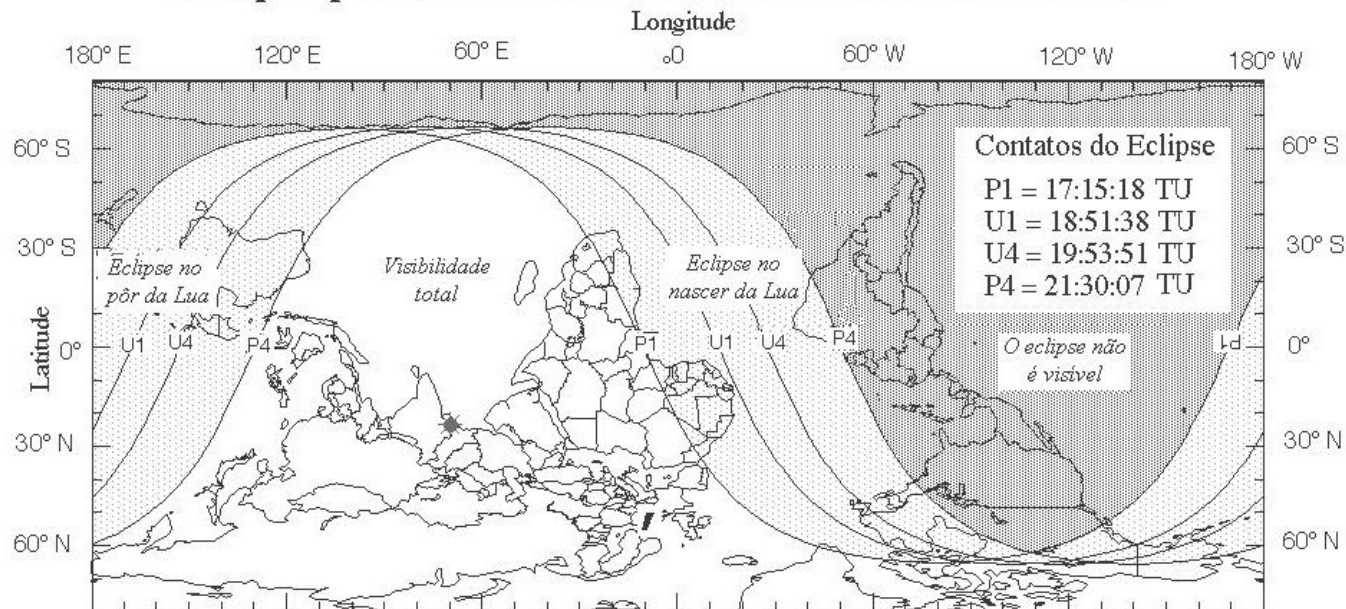 Longitude
180° E 120° E 60° E 0° 60° W 120° W 180° W
60° S 60° S
Contatos do Eclipse
P1 = 17:15:18 TU
U1 = 18:51:38 TU
U4 = 19:53:51 TU
P4 = 21:30:07 TU
30° S 30° S
Eclipse no
pôr da Lua
Visibilidade
total
Eclipse no
nascer da Lua
Latitude
0° U1 U4 P4 P1 U1 U4 P4 P1 0°
O eclipse não
é visível
30° N 30° N
60° N 60° N